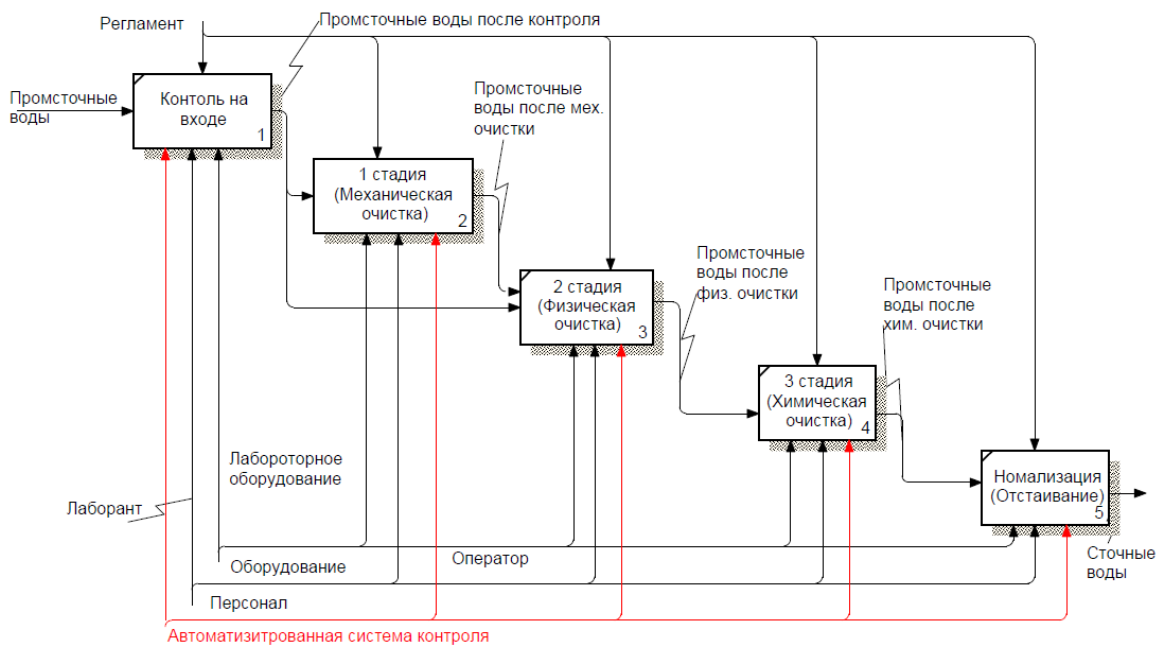 Регламент
Промсточные воды после контроля
Промсточные
воды
Контоль на
входе
1
Промсточные
воды после мех.
очистки
1 стадия
(Механическая
очистка)
2
Промсточные
воды после
физ. очистки
2 стадия
(Физическая
очистка)
3
Промсточные
воды после
хим. очистки
3 стадия
(Химическая
очистка)
4
Лабороторное
оборудование
Лаборант
Номализация
(Отстаивание)
5
Сточные
воды
Оператор
Оборудование
Персонал
Автоматизитрованная система контроля